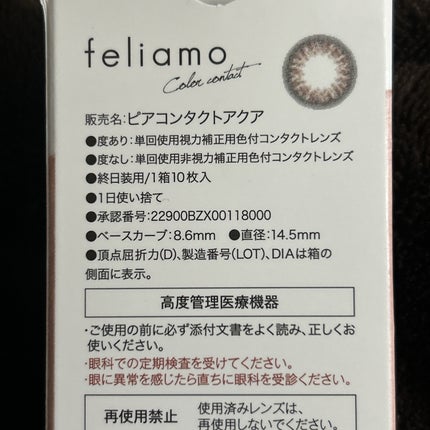 feliamo
Color contact
販売名:ピアコンタクトアクア
●度あり:単回使用視力補正用色付コンタクトレンズ
●度なし:単回使用非視力補正用色付コンタクトレンズ
●終日装用/1箱10枚入
●1日使い捨て
●承認番号:22900BZX00118000
●ベースカーブ:8.6mm ●直径:14.5mm
●頂点屈折力(D)、製造番号(LOT)、DIAは箱の
側面に表示。
高度管理医療機器
・ご使用の前に必ず添付文書をよく読み、正しくお
使いください。
・眼科での定期検査を受けてください。
・眼に異常を感じたら直ちに眼科を受診ください。
再使用禁止
使用済みレンズは、
再使用しないでください。